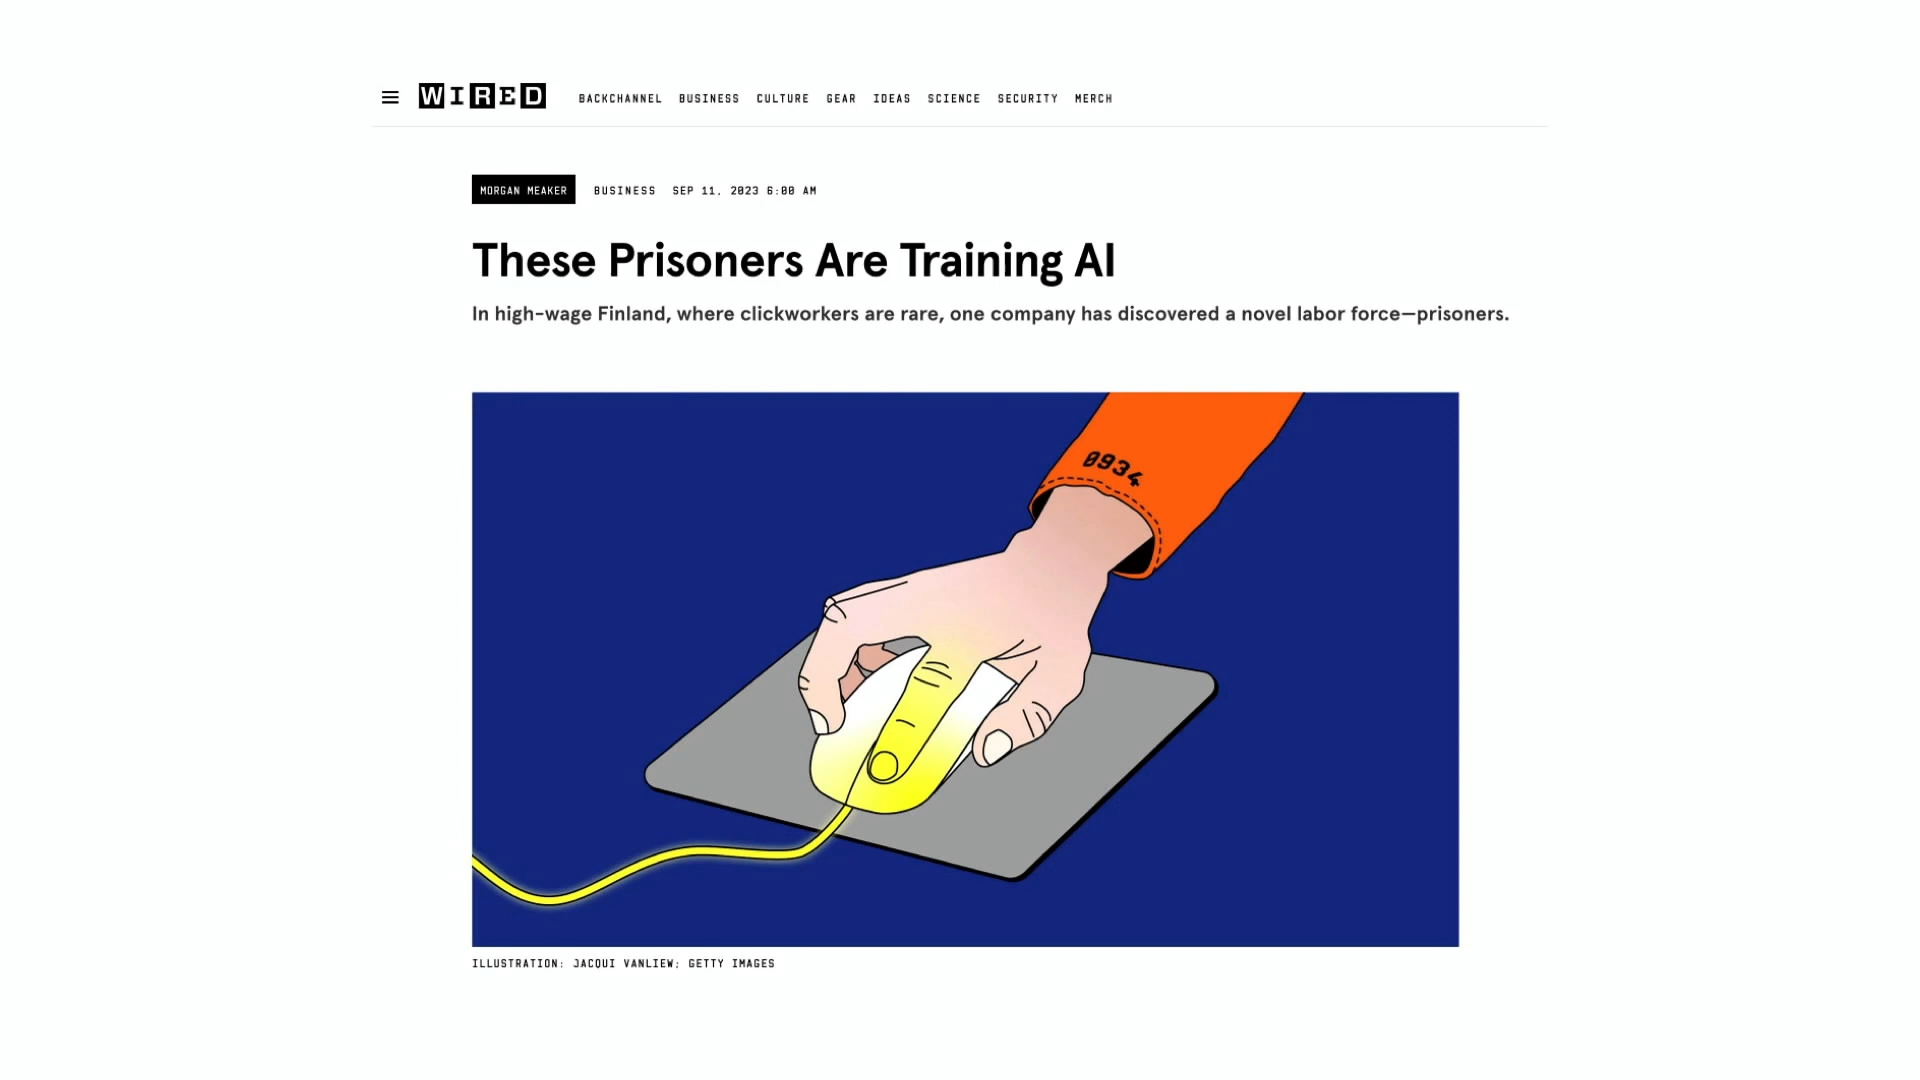 WIRED BACKCHANNEL BUSINESS CULTURE GEAR IDEAS SCIENCE SECURITY MERCH
MORGAN MEAKER BUSINESS SEP 11, 2023 6:00 AM
These Prisoners Are Training AI
In high-wage Finland, where clickworkers are rare, one company has discovered a novel labor force—prisoners.
0934
ILLUSTRATION: JACQUI VANLIEW; GETTY IMAGES